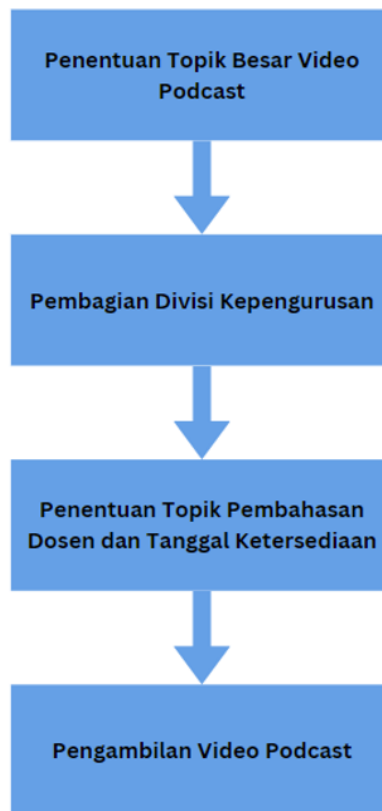 Penentuan Topik Besar Video
Podcast
Pembagian Divisi Kepengurusan
Penentuan Topik Pembahasan
Dosen dan Tanggal Ketersediaan
Pengambilan Video Podcast